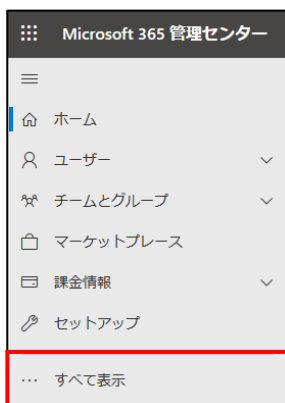 Microsoft 365 管理センター
ホーム
ユーザー
チームとグループ
マーケットプレース
課金情報
セットアップ
… すべて表示